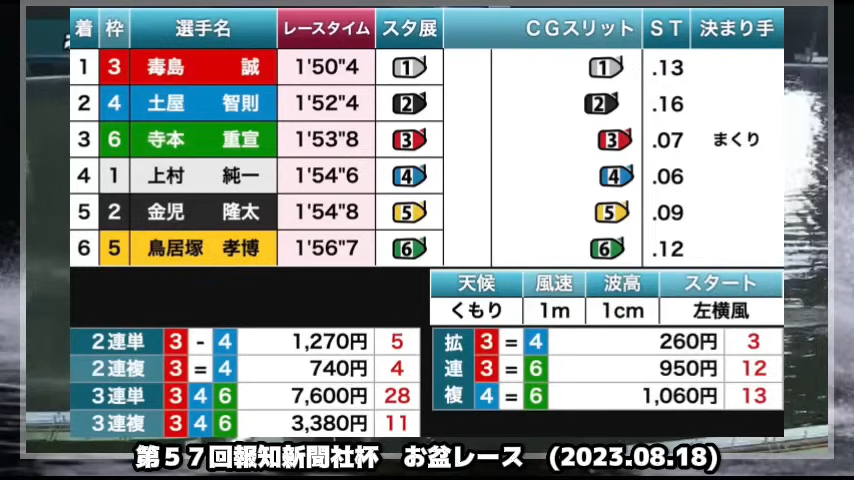 着 枠 選手名 レースタイム スタ展 CGスリット ST 決まり手
1 3 毒島 誠 1'50"4 1 1 .13
2 4 土屋 智則 1'52"4 2 2 .16
3 6 寺本 重宣 1'53"8 3 3 .07 まくり
4 1 上村 純一 1'54"6 4 4 .06
5 2 金児 隆太 1'54"8 5 5 .09
6 5 鳥居塚 孝博 1'56"7 6 6 .12
天候 風速 波高 スタート
くもり 1m 1cm 左横風
2連単 3 - 4 1,270円 5
2連複 3 = 4 740円 4
3連単 3 4 6 7,600円 28
3連複 3 4 6 3,380円 11
拡 3 = 4 260円 3
連 3 = 6 950円 12
複 4 = 6 1,060円 13
第57回報知新聞社杯 お盆レース (2023.08.18)